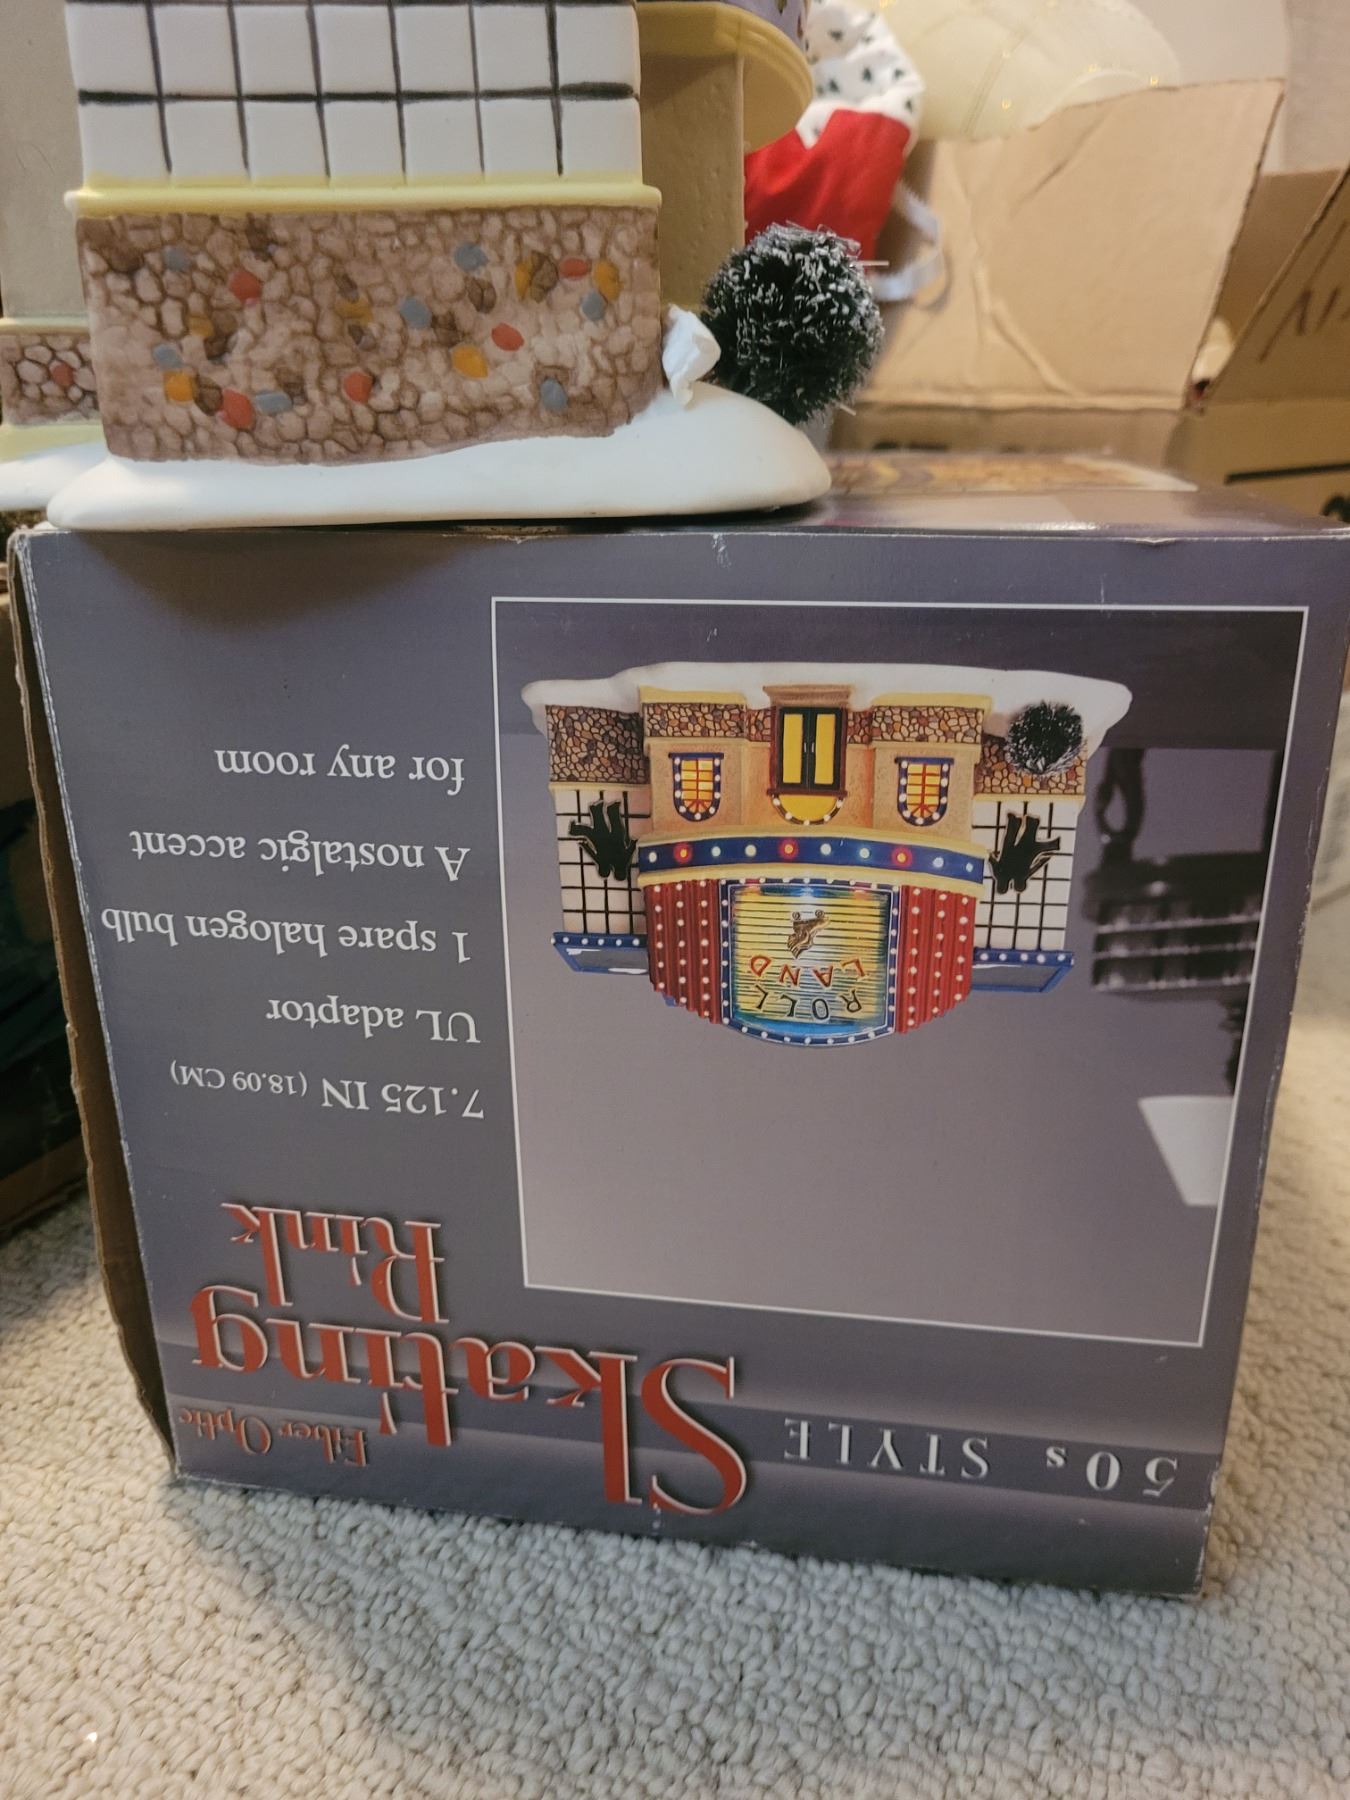 50s STYLE
Skating
Rink
Fiber Optic
7.125 IN (18.09 CM)
UL adaptor
1 spare halogen bulb
A nostalgic accent
for any room
ROLL
LAND